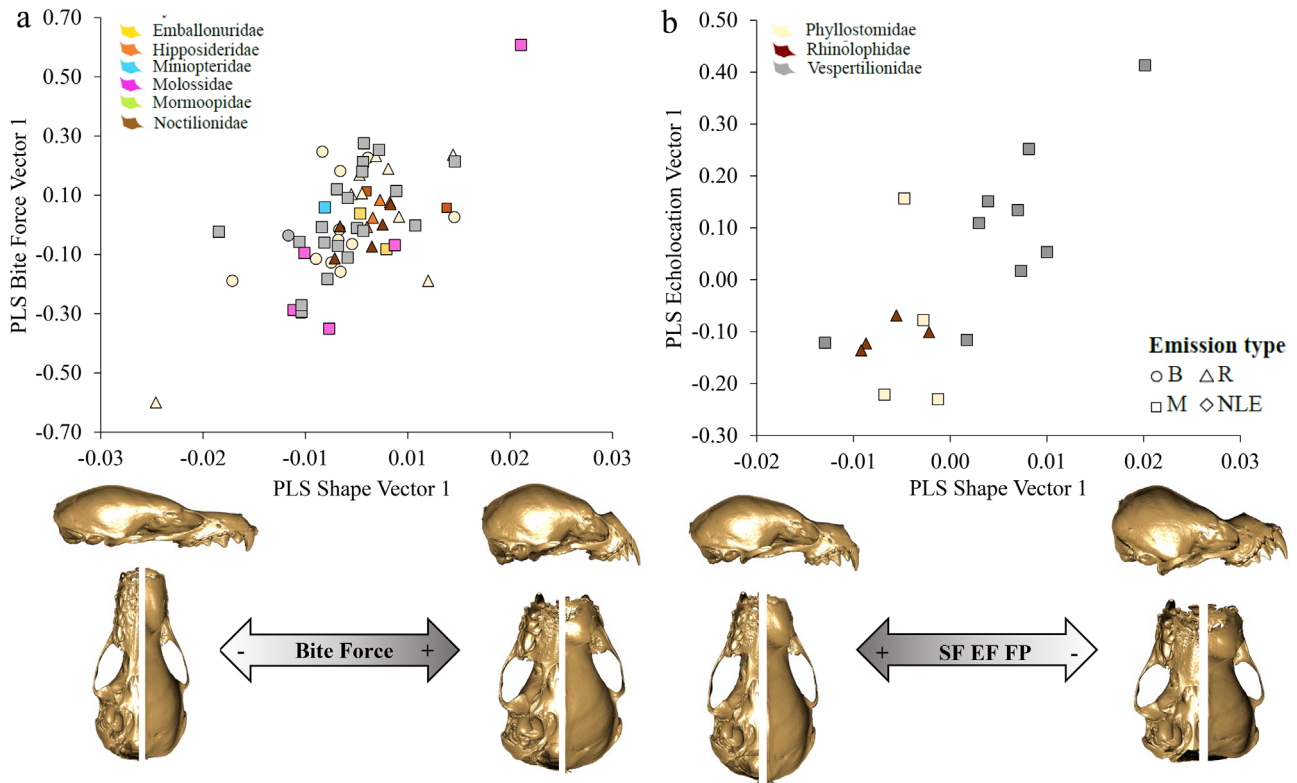 a
0.70
0.50
0.30
0.10
-0.10
-0.30
-0.50
-0.70
PLS Bite Force Vector 1
Emballonuridae
Hipposideridae
Miniopteridae
Molossidae
Mormoopidae
Noctilionidae
-0.03 -0.02 -0.01 0.01 0.02 0.03
PLS Shape Vector 1
- Bite Force +
b
0.50
0.40
0.30
0.20
0.10
0.00
-0.10
-0.20
-0.30
PLS Echolocation Vector 1
Phyllostomidae
Rhinolophidae
Vespertilionidae
Emission type
B R
M NLE
-0.02 -0.01 0.00 0.01 0.02 0.03
PLS Shape Vector 1
+ SF EF FP -